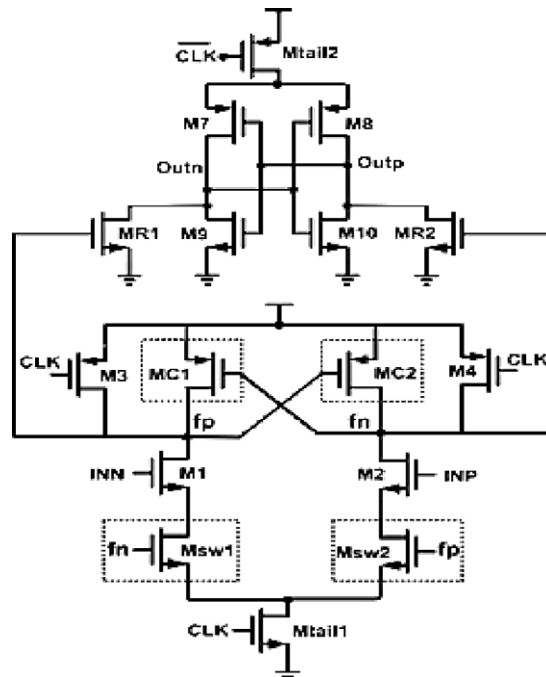 CLK Mtail2
M7 M8
Outn Outp
MR1 M9 M10 MR2
CLK M3 MC1 MC2 M4 CLK
fp fn
INN M1 M2 INP
fn Msw1 Msw2 fp
CLK Mtail1